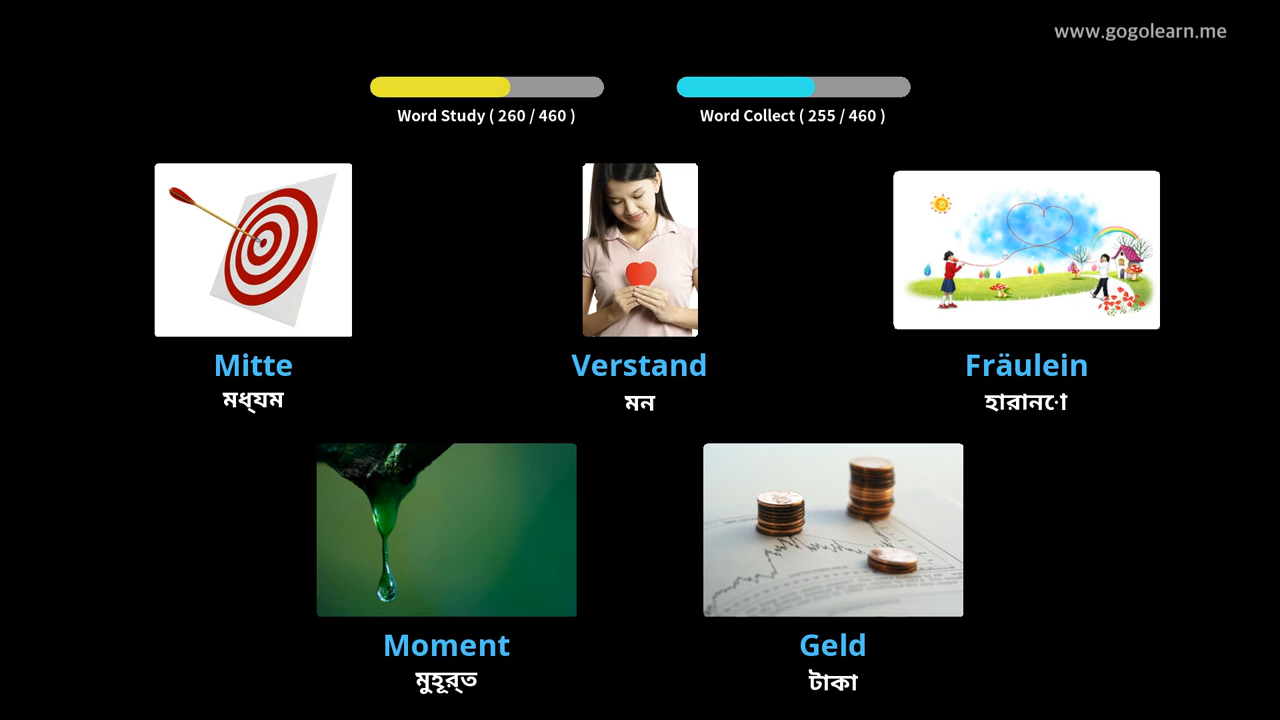 www.gogolearn.me
Word Study ( 260 / 460 )
Word Collect ( 255 / 460 )
Mitte
মধ্যম
Verstand
মন
Fräulein
হারানো
Moment
মুহূর্ত
Geld
টাকা